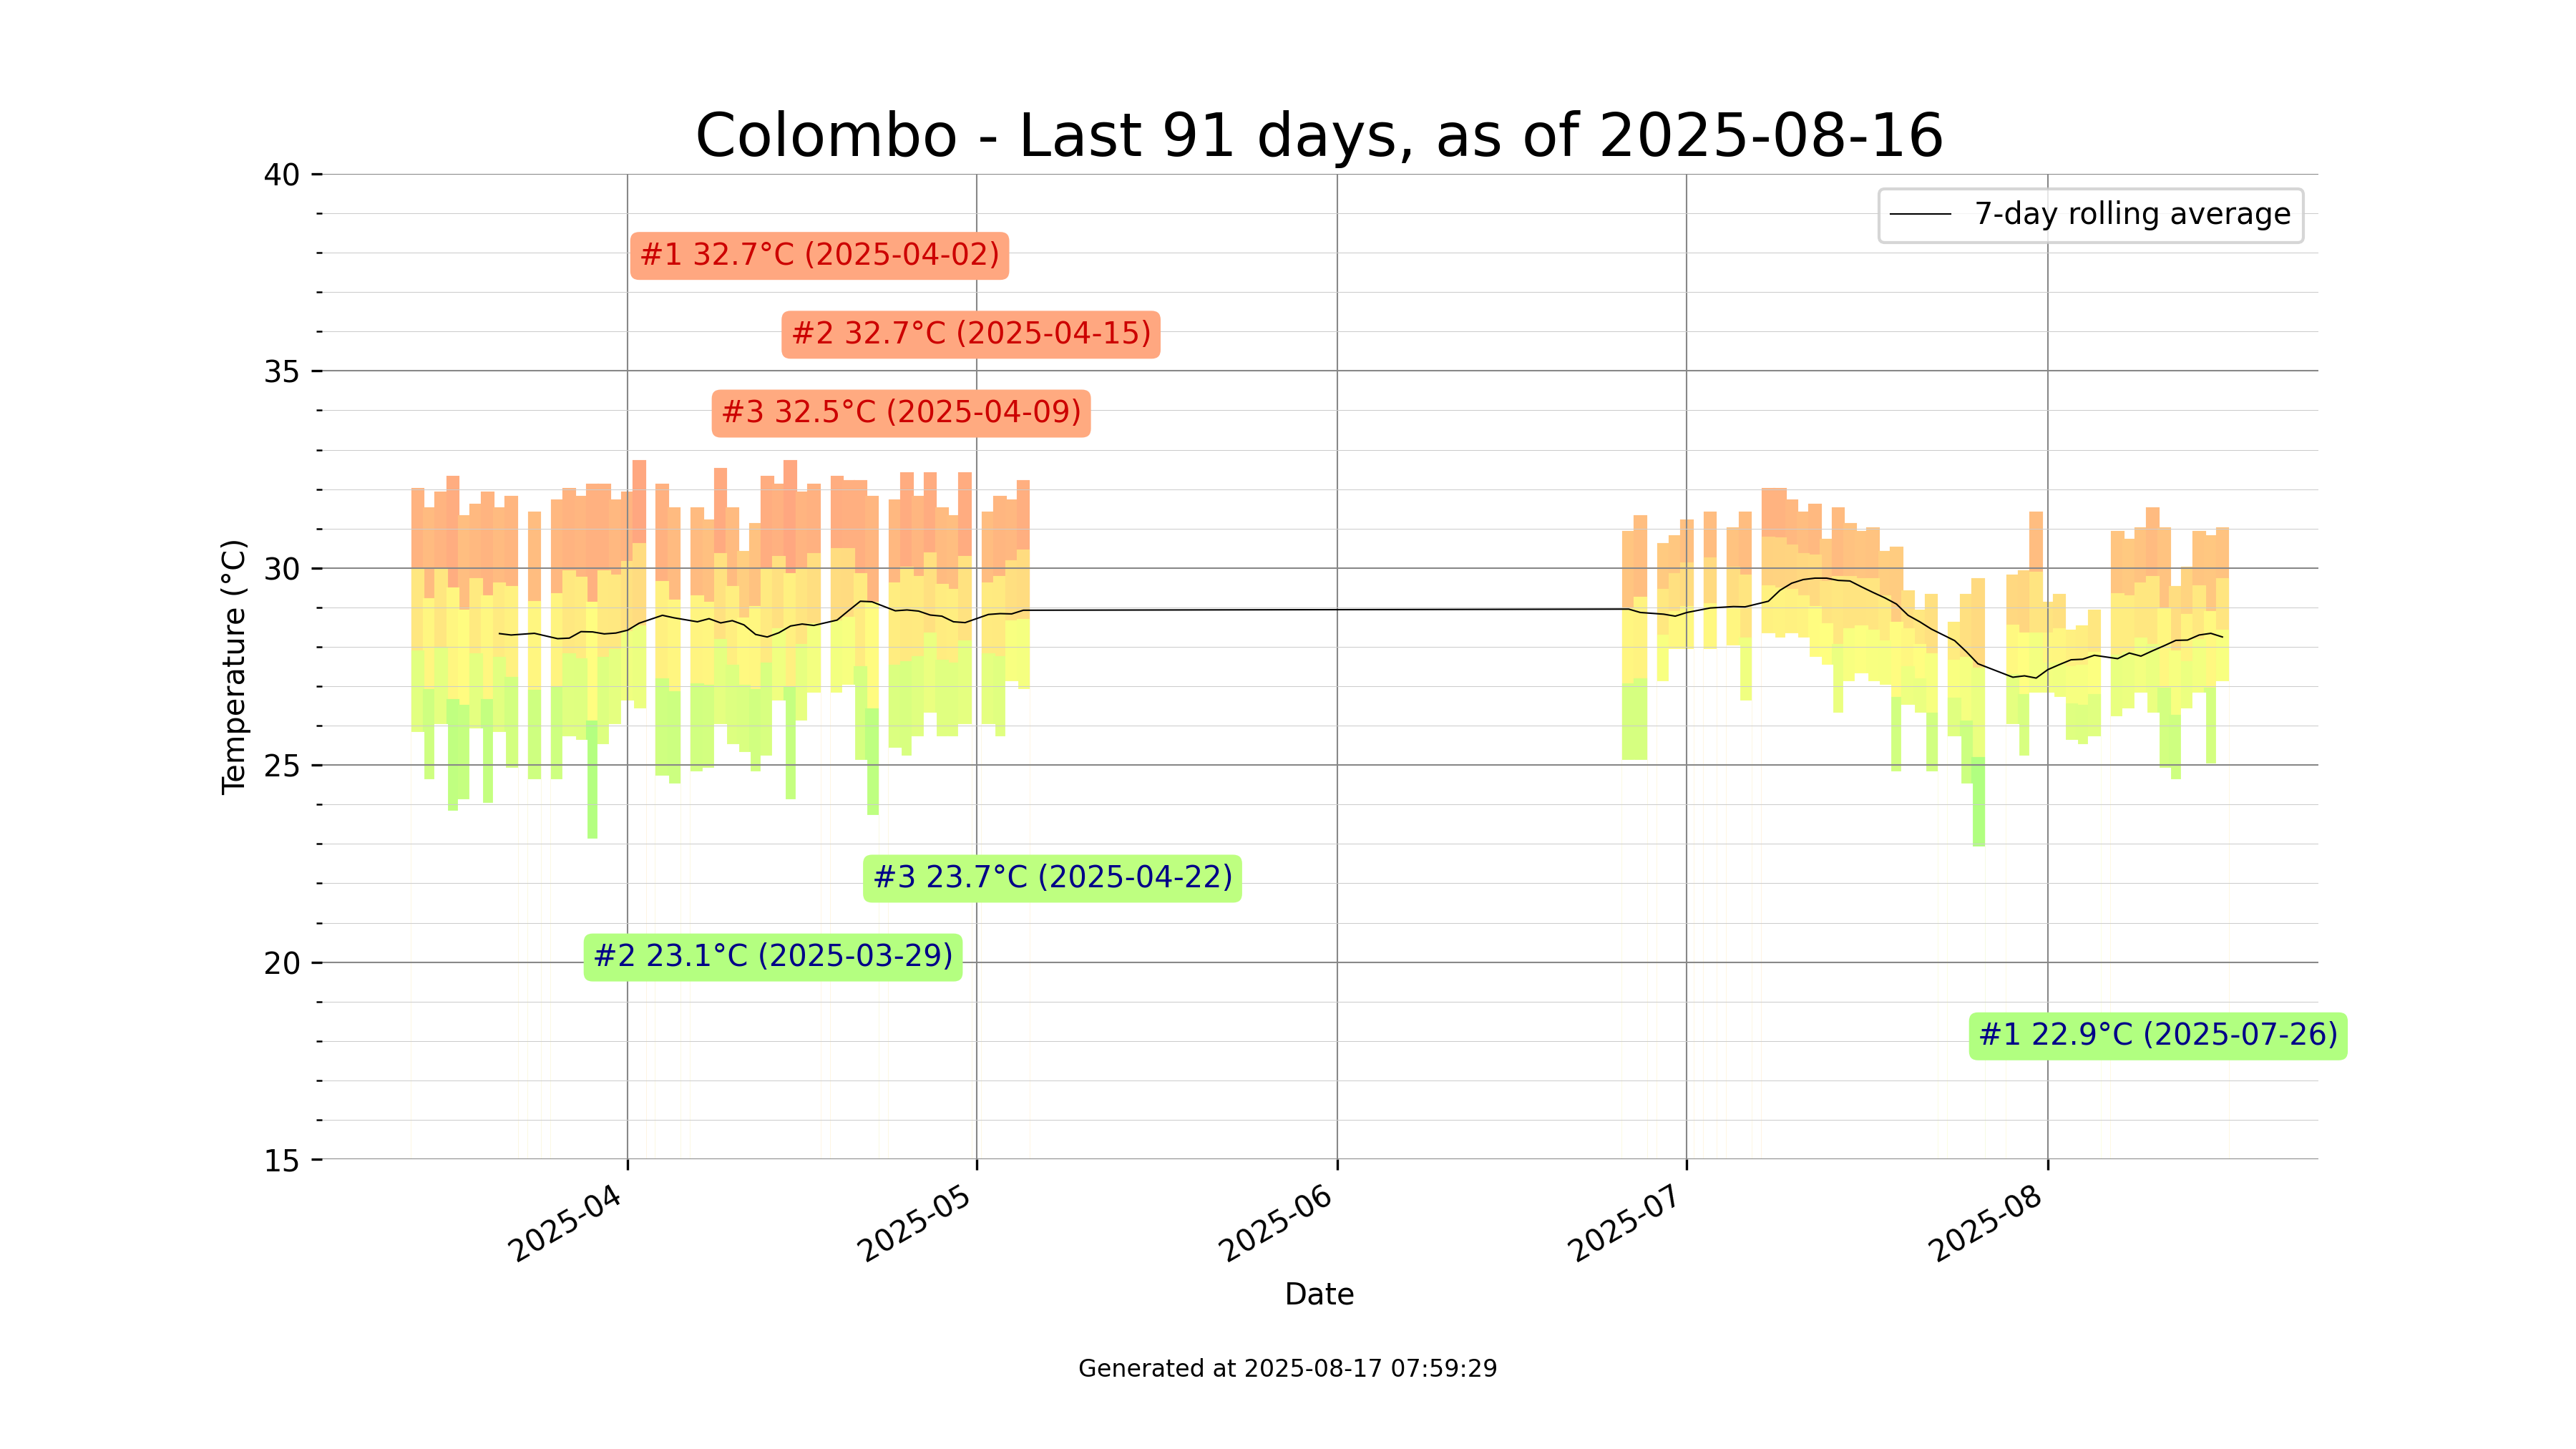 Colombo - Last 91 days, as of 2025-08-16
40
7-day rolling average
#1 32.7°C (2025-04-02)
#2 32.7°C (2025-04-15)
35
#3 32.5°C (2025-04-09)
30
Temperature (°C)
25
#3 23.7°C (2025-04-22)
#2 23.1°C (2025-03-29)
20
#1 22.9°C (2025-07-26)
15
2025-04
2025-05
2025-06
2025-07
2025-08
Date
Generated at 2025-08-17 07:59:29